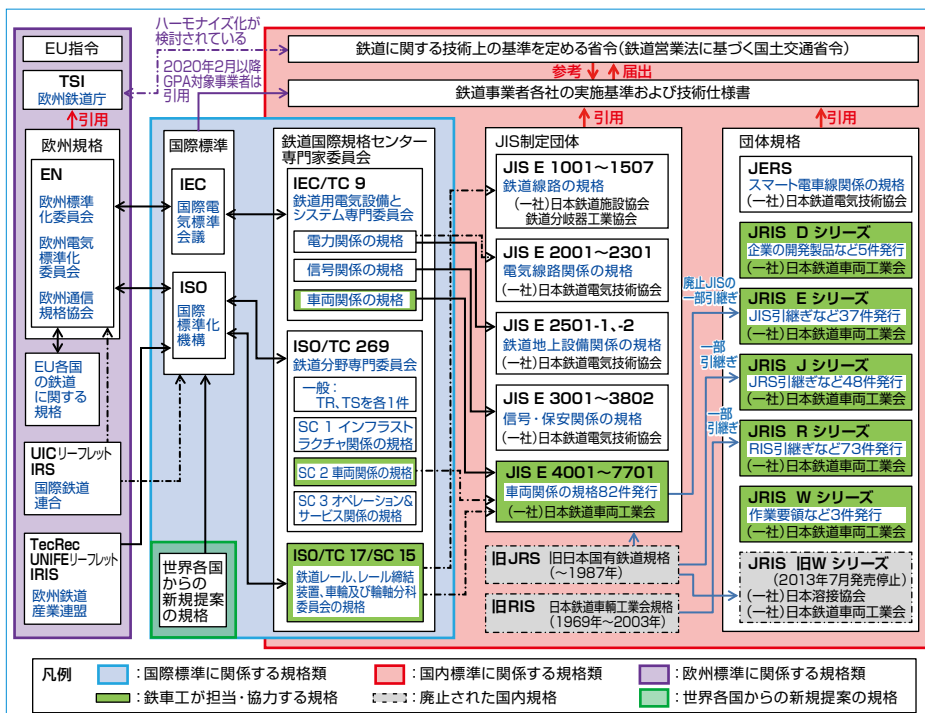 ハーモナイズ化が
検討されている
2020年2月以降
GPA対象事業者は
引用
EU指令
TSI
欧州鉄道庁
引用
欧州規格
EN
欧州標準
化委員会
欧州電気
標準化
委員会
欧州通信
規格協会
EU各国
の鉄道
に関する
規格
UICリーフレット
IRS
国際鉄道
連合
TecRec
UNIFEリーフレット
IRIS
欧州鉄道
産業連盟
国際標準
IEC
国際電
気標準
会議
ISO
国際
標準化
機構
世界各国
からの
新規提案
の規格
鉄道国際規格センター
専門家委員会
IEC/TC 9
鉄道用電気設備と
システム専門委員会
電力関係の規格
信号関係の規格
車両関係の規格
ISO/TC 269
鉄道分野専門委員会
一般:
TR、TSを各1件
SC 1 インフラスト
ラクチャ関係の規格
SC 2 車両関係の規格
SC 3 オペレーション&
サービス関係の規格
ISO/TC 17/SC 15
鉄道レール、レール締結
装置、車輪及び輪軸分科
委員会の規格
鉄道に関する技術上の基準を定める省令(鉄道営業法に基づく国土交通省令)
参考
届出
鉄道事業者各社の実施基準および技術仕様書
引用
引用
JIS制定団体
JIS E 1001〜1507
鉄道線路の規格
(一社)日本鉄道施設協会
鉄道分岐器工業協会
JIS E 2001〜2301
電気線路関係の規格
(一社)日本鉄道電気技術協会
JIS E 2501-1、-2
鉄道地上設備関係の規格
(一社)日本鉄道電気技術協会
JIS E 3001〜3802
信号・保安関係の規格
(一社)日本鉄道電気技術協会
JIS E 4001〜7701
車両関係の規格82件発行
(一社)日本鉄道車両工業会
旧JRS 旧日本国有鉄道規格
(〜1987年)
旧RIS 日本鉄道車輌工業会規格
(1969年〜2003年)
廃止JISの
一部引継ぎ
一部
引継ぎ
一部
引継ぎ
団体規格
JERS
スマート電車線関係の規格
(一社)日本鉄道電気技術協会
JRIS D シリーズ
企業の開発製品など5件発行
(一社)日本鉄道車両工業会
JRIS E シリーズ
JIS引継ぎなど37件発行
(一社)日本鉄道車両工業会
JRIS J シリーズ
JRS引継ぎなど48件発行
(一社)日本鉄道車両工業会
JRIS R シリーズ
RIS引継ぎなど73件発行
(一社)日本鉄道車両工業会
JRIS W シリーズ
作業要領など3件発行
(一社)日本鉄道車両工業会
JRIS 旧W シリーズ
(2013年7月発売停止)
(一社)日本溶接協会
(一社)日本鉄道車両工業会
凡例
:国際標準に関係する規格類
:国内標準に関係する規格類
:欧州標準に関係する規格類
:鉄車工が担当・協力する規格
:廃止された国内規格
:世界各国からの新規提案の規格